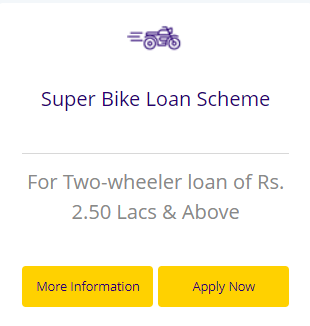 Super Bike Loan Scheme
For Two-wheeler loan of Rs.
2.50 Lacs & Above
More Information
Apply Now